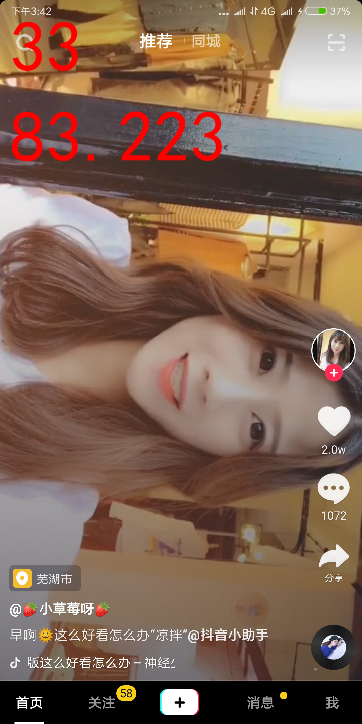 下午3:42 ... 4G 37%
33
推荐 同城
83.223
2.0w
1072
分享
芜湖市
@🍓小草莓呀🍓
早啊🌞这么好看怎么办“凉拌”@抖音小助手
版这么好看怎么办 - 神经
首页 关注 58 消息 我